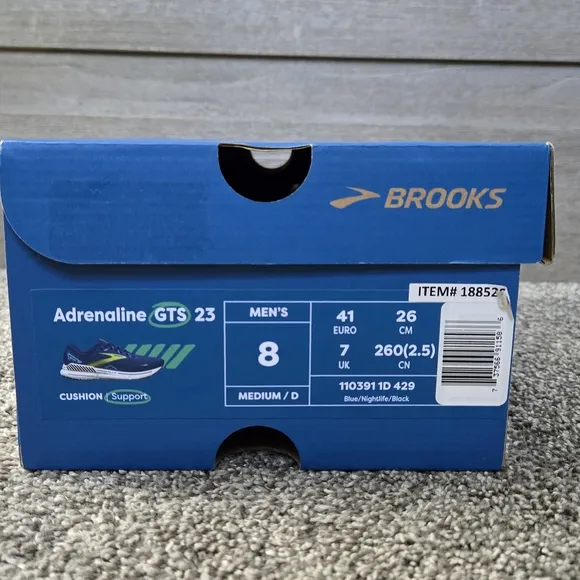 BROOKS
ITEM# 188529
Adrenaline GTS 23
CUSHION Support
MEN'S
8
MEDIUM / D
41 26
EURO CM
7 260(2.5)
UK CN
110391 1D 429
Blue/Nightlife/Black